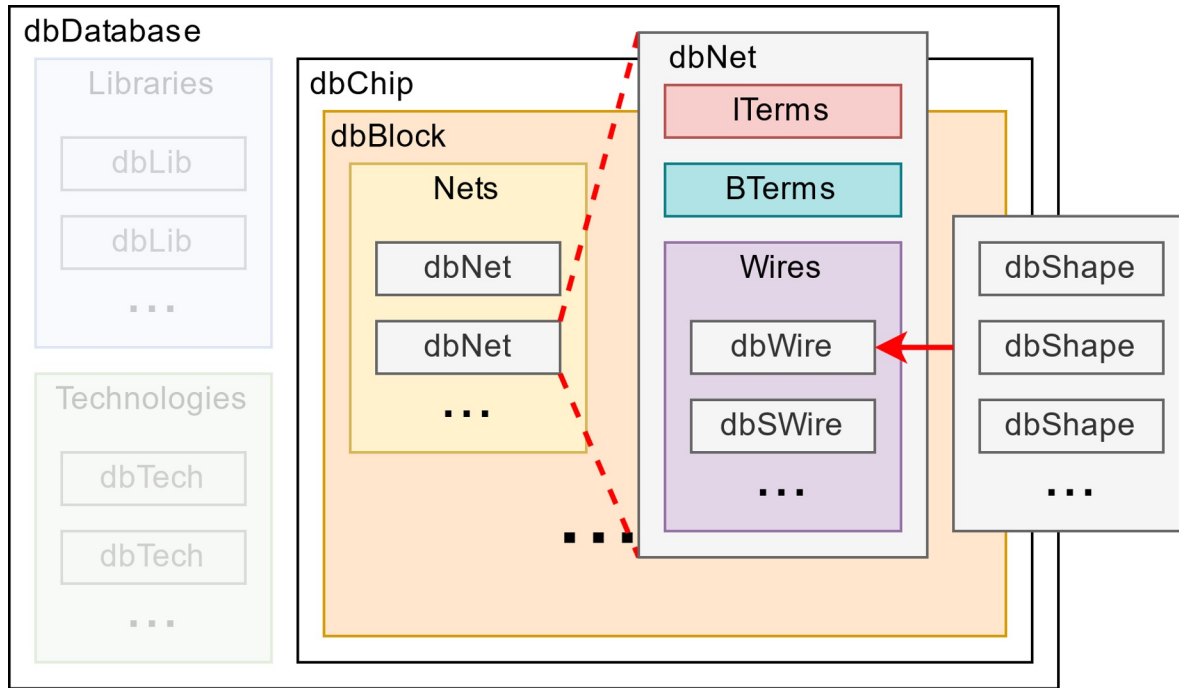 dbDatabase
Libraries
dbLib
dbLib
...
Technologies
dbTech
dbTech
...
dbChip
dbBlock
Nets
dbNet
dbNet
...
...
dbNet
ITerms
BTerms
Wires
dbWire
dbSWire
...
dbShape
dbShape
dbShape
...